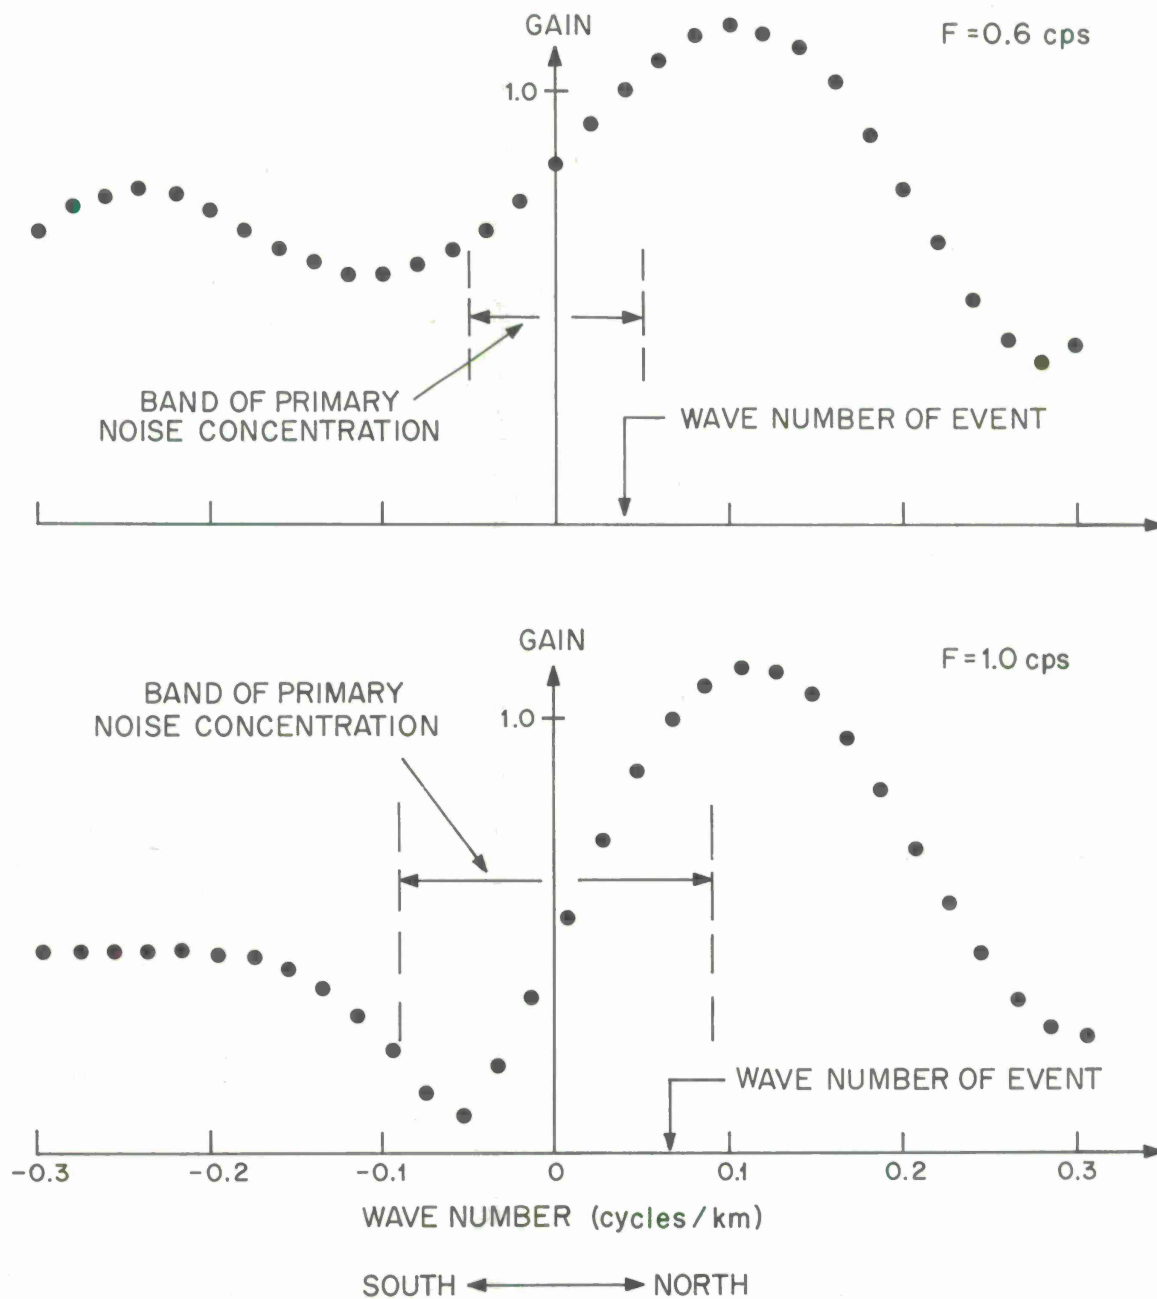 GAIN
F = 0.6 cps
1.0
BAND OF PRIMARY
NOISE CONCENTRATION
WAVE NUMBER OF EVENT
GAIN
F = 1.0 cps
BAND OF PRIMARY
NOISE CONCENTRATION
1.0
WAVE NUMBER OF EVENT
-0.3 -0.2 -0.1 0 0.1 0.2 0.3
WAVE NUMBER (cycles/km)
SOUTH NORTH